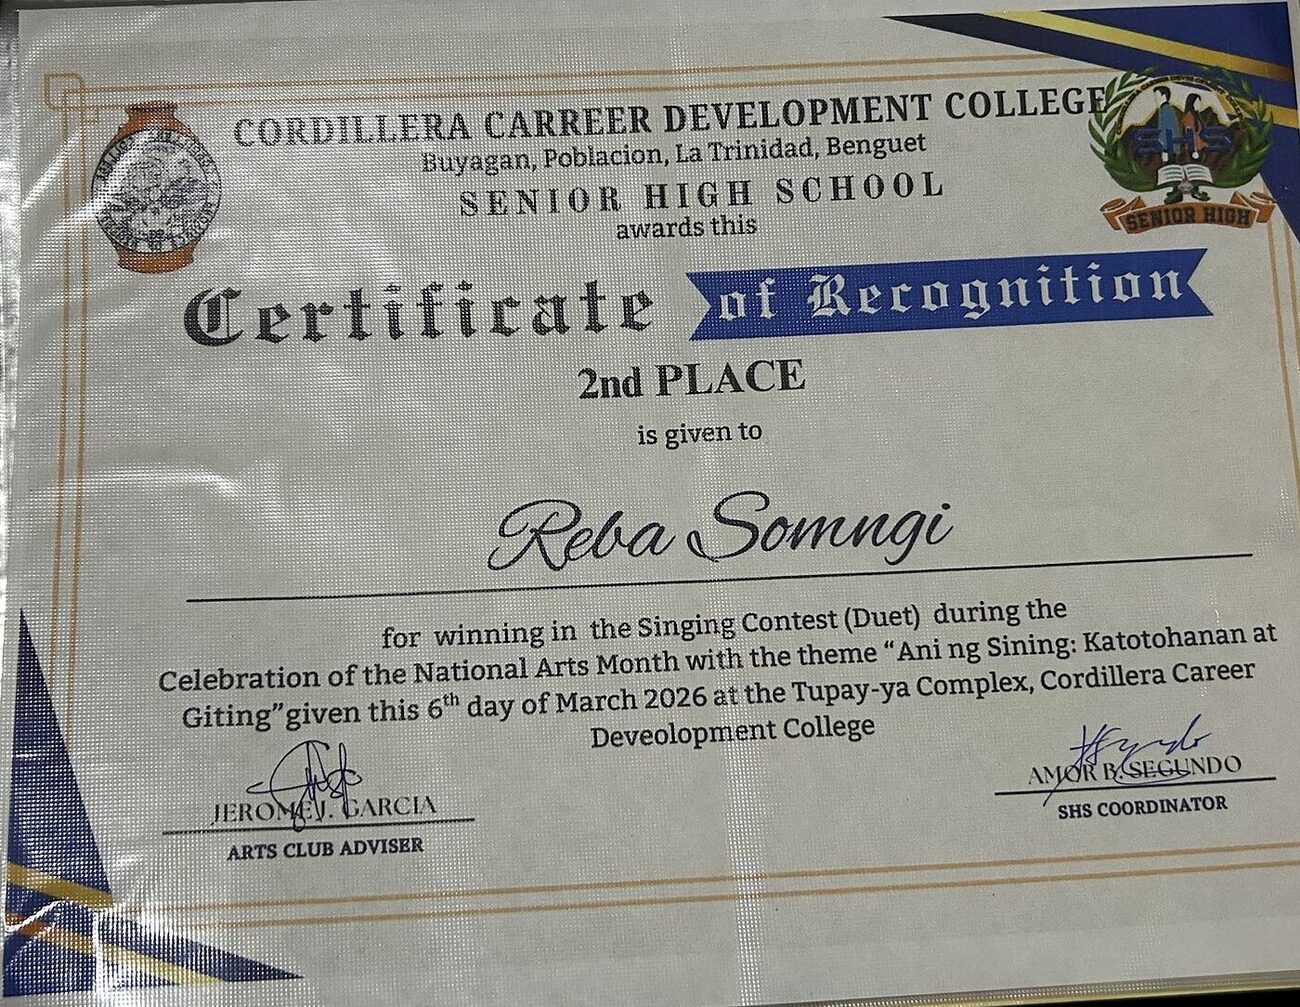 CORDILLERA CARREER DEVELOPMENT COLLEGE
Buyagan, Poblacion, La Trinidad, Benguet
SENIOR HIGH SCHOOL
awards this
Certificate of Recognition
2nd PLACE
is given to
Reba Somngi
for winning in the Singing Contest (Duet) during the
Celebration of the National Arts Month with the theme “Ani ng Sining: Katotohanan at
Giting”given this 6th day of March 2026 at the Tupay-ya Complex, Cordillera Career
Deveolopment College
JEROME J. GARCIA
ARTS CLUB ADVISER
AMOR B. SEGUNDO
SHS COORDINATOR
SHS
SENIOR HIGH